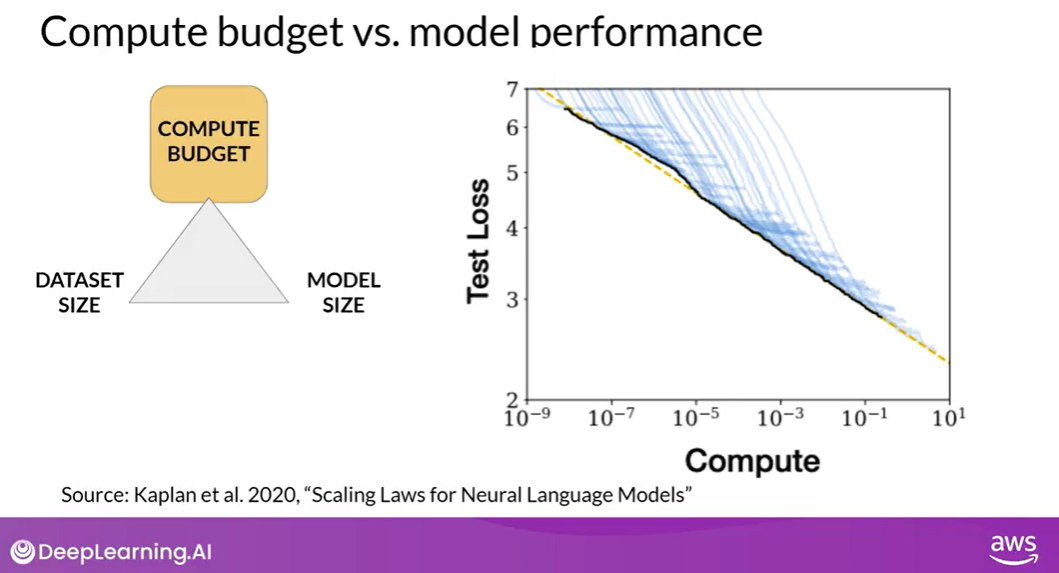 Compute budget vs. model performance
COMPUTE
BUDGET
DATASET
SIZE
MODEL
SIZE
7
6
5
4
3
2
Test Loss
10⁻⁹ 10⁻⁷ 10⁻⁵ 10⁻³ 10⁻¹ 10¹
Compute
Source: Kaplan et al. 2020, “Scaling Laws for Neural Language Models”
DeepLearning.AI
aws